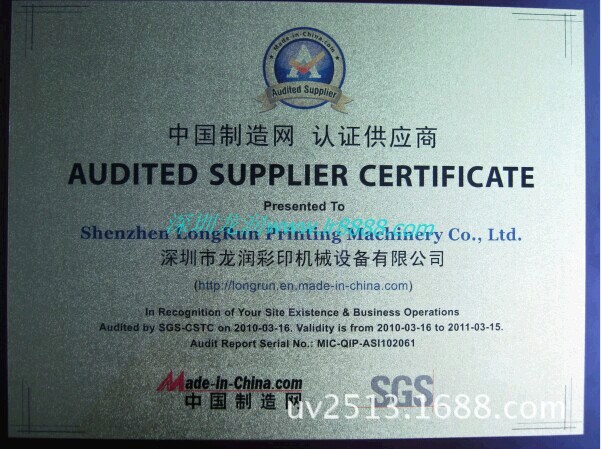 Made-in-China.com
Audited Supplier
中国制造网 认证供应商
AUDITED SUPPLIER CERTIFICATE
Presented To
Shenzhen LongRun Printing Machinery Co., Ltd.
深圳市龙润彩印机械设备有限公司
(http://longrun.en.made-in-china.com)
In Recognition of Your Site Existence & Business Operations
Audited by SGS-CSTC on 2010-03-16. Validity is from 2010-03-16 to 2011-03-15.
Audit Report Serial No.: MIC-QIP-ASI102061
Made-in-China.com
中国制造网
SGS
uv2513.1688.com